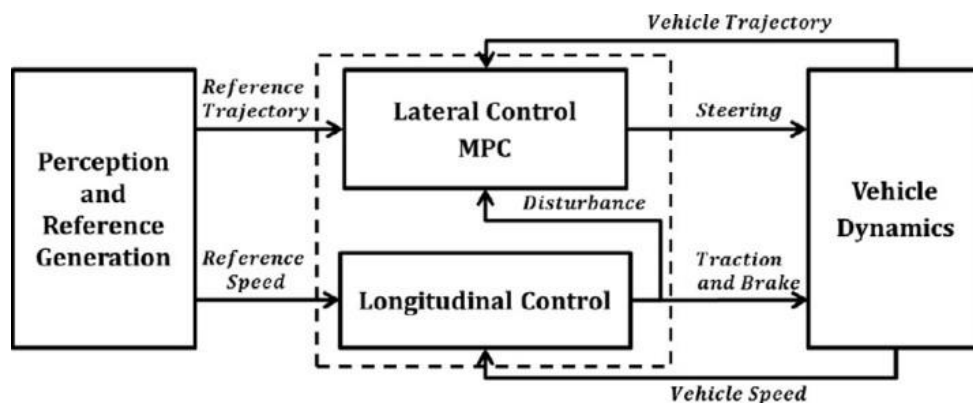 Vehicle Trajectory
Perception
and
Reference
Generation
Reference
Trajectory
Lateral Control
MPC
Steering
Disturbance
Vehicle
Dynamics
Reference
Speed
Longitudinal Control
Traction
and Brake
Vehicle Speed